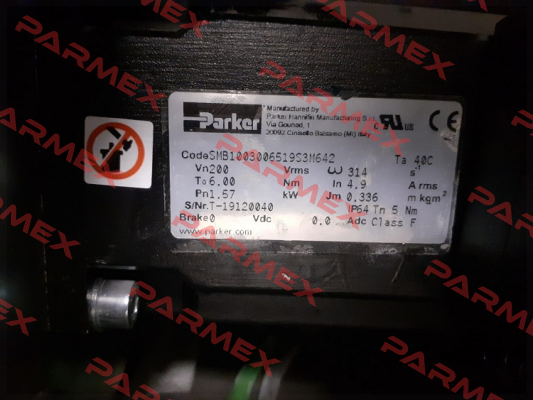 Parker
Manufactured by
Parker Hannifin Manufacturing S.r.l.
Via Gounod, 1
20092 Cinisello Balsamo (MI) Italy
CodeSMB1003006519S3M642 Ta 40C
Vn200 Vrms ω 314 s-1
To6.00 Nm In 4.9 Arms
Pn1.57 kW Jm 0.336 m kgm2
S/Nr.T-19120040 IP64 Tn 5 Nm
Brake0 Vdc 0.0 Adc Class F
www.parker.com
PARMEX
PARMEX
PARMEX
PARMEX
PARMEX
PARMEX
PARMEX
PARMEX